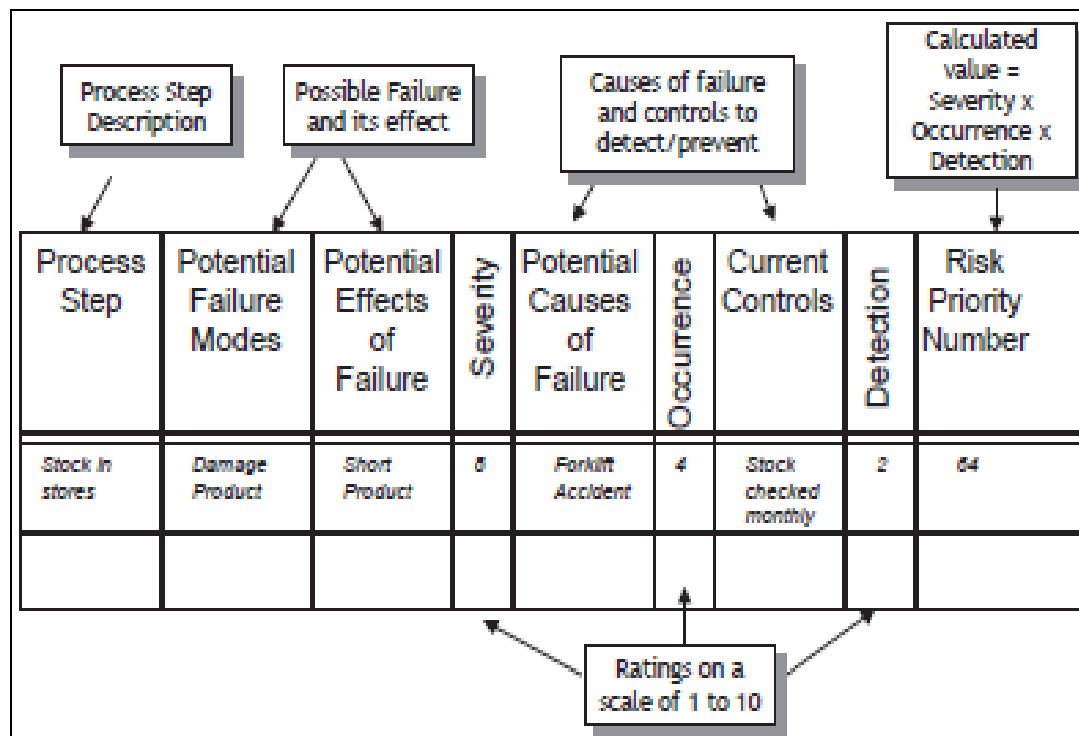 Calculated
value =
Severity x
Occurrence x
Detection
Process Step
Description
Possible Failure
and its effect
Causes of failure
and controls to
detect/prevent
Process
Step
Potential
Failure
Modes
Potential
Effects
of
Failure
Severity
Potential
Causes
of
Failure
Occurrence
Current
Controls
Detection
Risk
Priority
Number
Stock in
stores
Damage
Product
Short
Product
8
Forklift
Accident
4
Stock
checked
monthly
2
64
Ratings on a
scale of 1 to 10